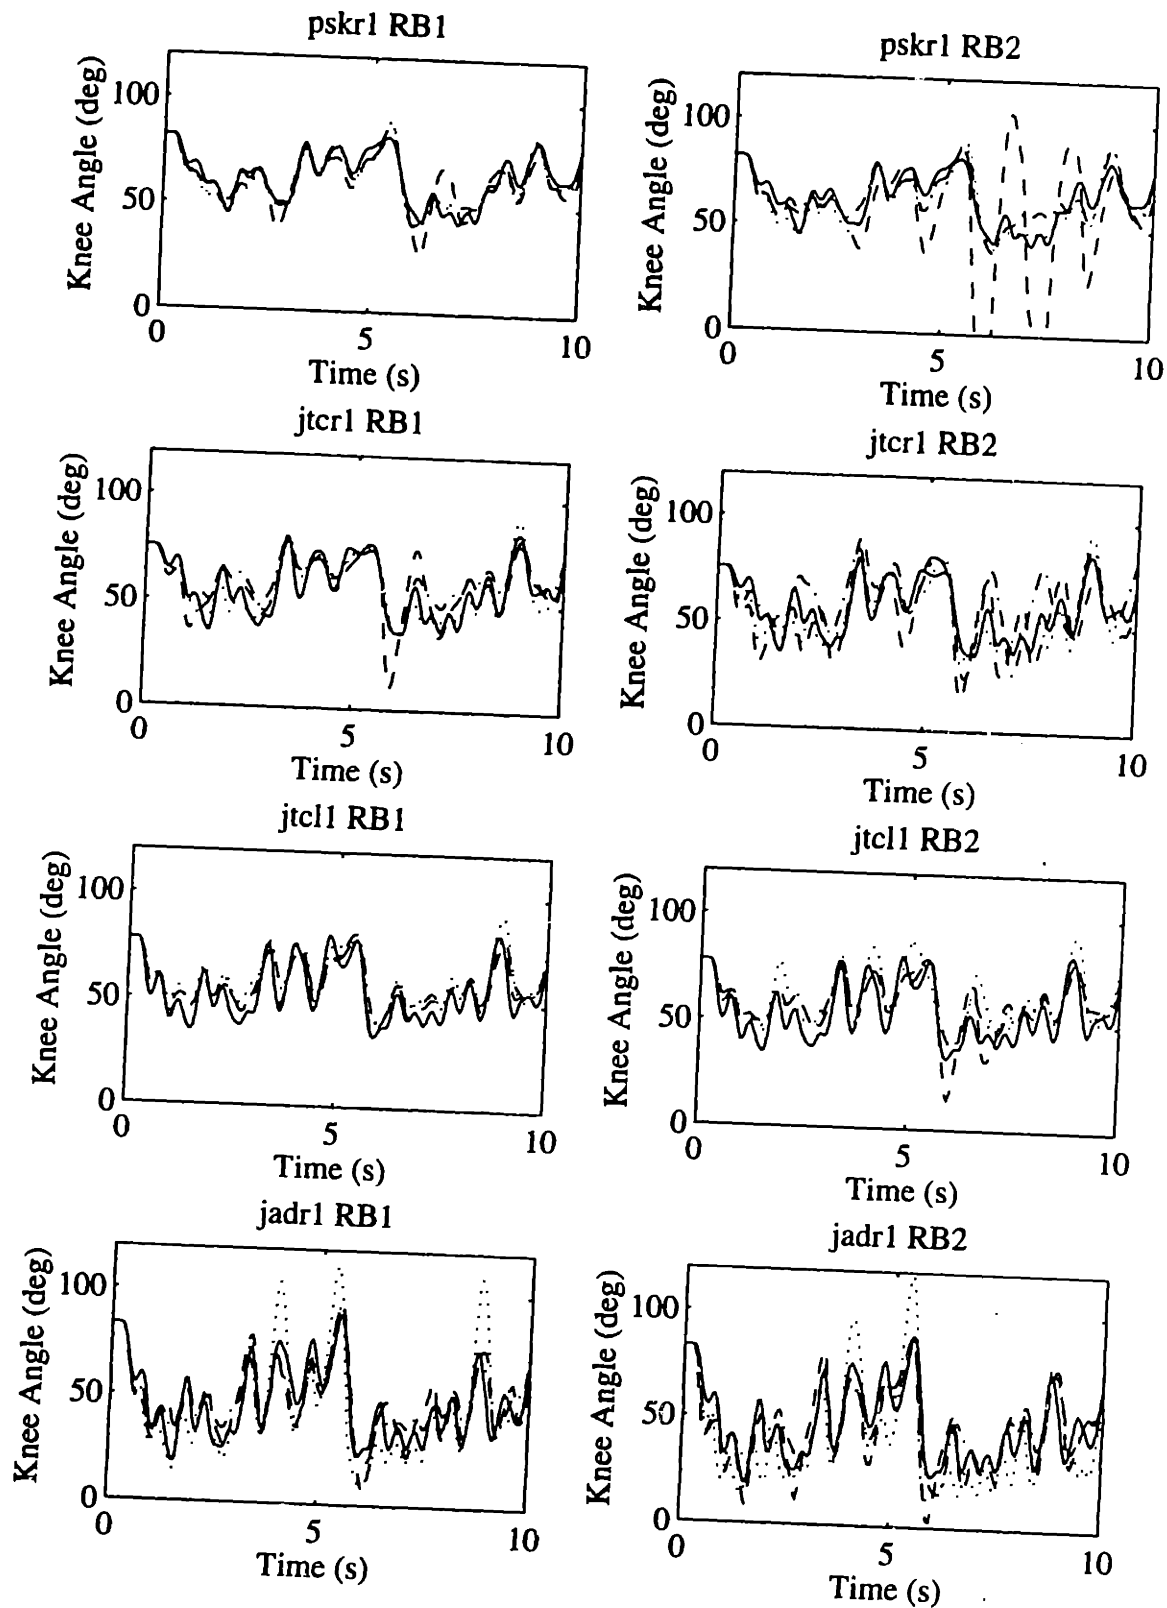 pskr1 RB1
Knee Angle (deg)
100
50
0
0
5
10
Time (s)
pskr1 RB2
Knee Angle (deg)
100
50
0
0
5
10
Time (s)
jtcr1 RB1
Knee Angle (deg)
100
50
0
0
5
10
Time (s)
jtcr1 RB2
Knee Angle (deg)
100
50
0
0
5
10
Time (s)
jtcl1 RB1
Knee Angle (deg)
100
50
0
0
5
10
Time (s)
jtcl1 RB2
Knee Angle (deg)
100
50
0
0
5
10
Time (s)
jadr1 RB1
Knee Angle (deg)
100
50
0
0
5
10
Time (s)
jadr1 RB2
Knee Angle (deg)
100
50
0
0
5
10
Time (s)